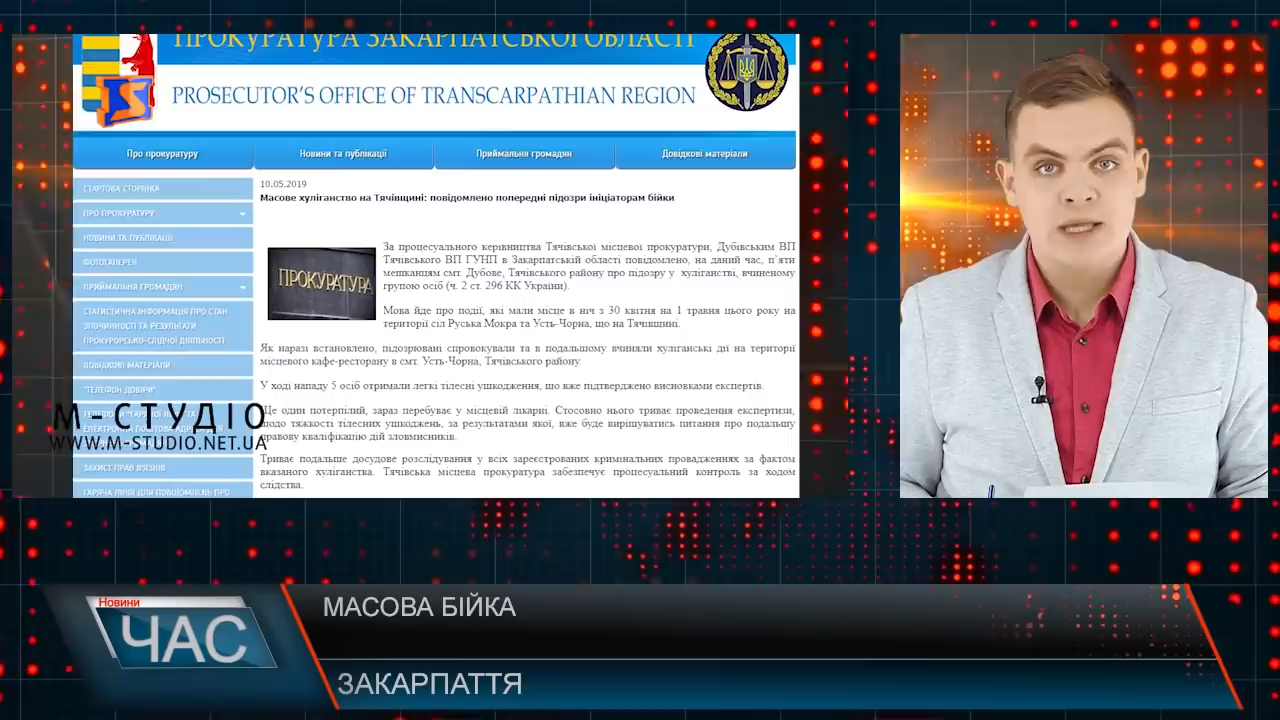 ПРОКУРАТУРА ЗАКАРПАТСЬКОЇ ОБЛАСТІ
PROSECUTOR'S OFFICE OF TRANSCARPATHIAN REGION
Про прокуратуру
Новини та публікації
Приймальня громадян
Довідкові матеріали
СТАРТОВА СТОРІНКА
ПРО ПРОКУРАТУРУ
НОВИНИ ТА ПУБЛІКАЦІЇ
ФОТОГАЛЕРЕЯ
ПРИЙМАЛЬНЯ ГРОМАДЯН
СТАТИСТИЧНА ІНФОРМАЦІЯ ПРО СТАН
ЗЛОЧИННОСТІ ТА РЕЗУЛЬТАТИ
ПРОКУРОРСЬКО-СЛІДЧОЇ ДІЯЛЬНОСТІ
ДОВІДКОВІ МАТЕРІАЛИ
"ТЕЛЕФОН ДОВІРИ"
ЗАХИСТ ПРАВ В'ЯЗНІВ
ГАРЯЧА ЛІНІЯ ДЛЯ ПОВІДОМЛЕНЬ ПРО
М-СТУДІО
WWW.M-STUDIO.NET.UA
10.05.2019
Масове хуліганство на Тячівщині: повідомлено попередні підозри ініціаторам бійки
ПРОКУРАТУРА
За процесуального керівництва Тячівської місцевої прокуратури, Дубівським ВП
Тячівського ВП ГУНП в Закарпатській області повідомлено, на даний час, п'яти
мешканцям смт. Дубове, Тячівського району про підозру у хуліганстві, вчиненому
групою осіб (ч. 2 ст. 296 КК України).
Мова йде про події, які мали місце в ніч з 30 квітня на 1 травня цього року на
території сіл Руська Мокра та Усть-Чорна, що на Тячівщині.
Як наразі встановлено, підозрювані спровокували та в подальшому вчиняли хуліганські дії на території
місцевого кафе-ресторану в смт. Усть-Чорна, Тячівського району.
У ході нападу 5 осіб отримали легкі тілесні ушкодження, що вже підтверджено висновками експертів.
Ще один потерпілий, зараз перебуває у місцевій лікарні. Стосовно нього триває проведення експертизи,
щодо тяжкості тілесних ушкоджень, за результатами якої, вже буде вирішуватись питання про подальшу
правову кваліфікацію дій зловмисників.
Триває подальше досудове розслідування у всіх зареєстрованих кримінальних провадженнях за фактом
вказаного хуліганства. Тячівська місцева прокуратура забезпечує процесуальний контроль за ходом
слідства.
Новини
ЧАС
МАСОВА БІЙКА
ЗАКАРПАТТЯ